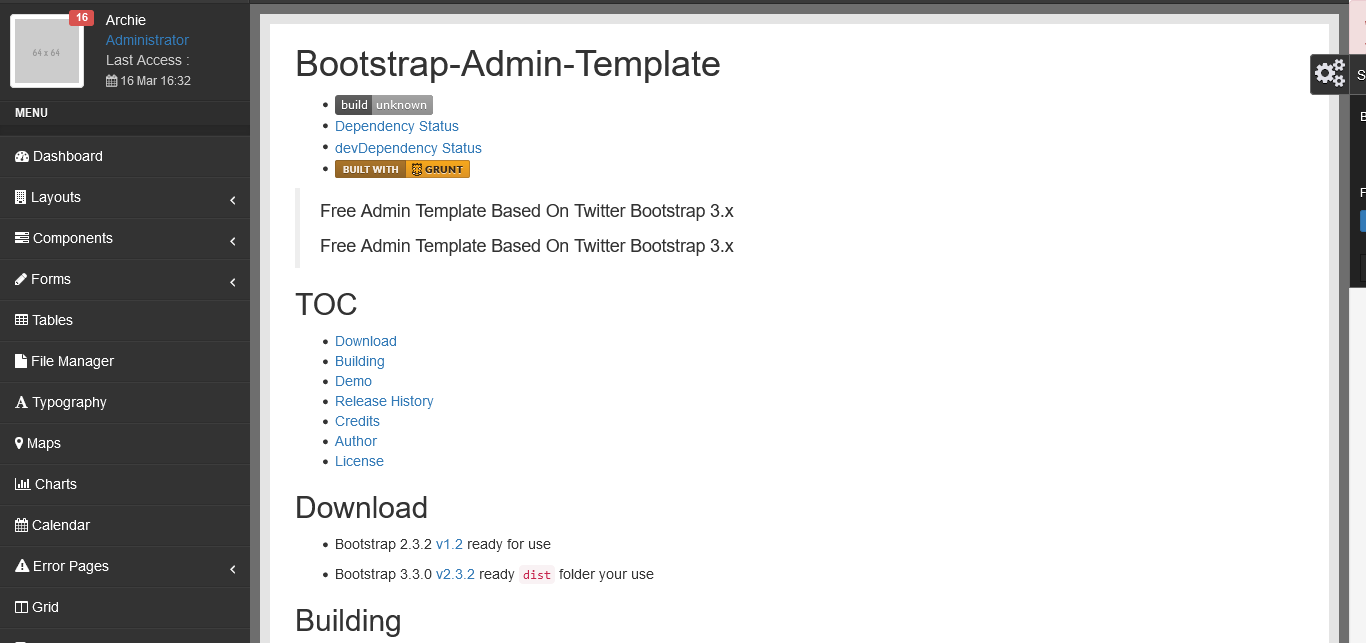 16
64 x 64
Archie
Administrator
Last Access :
16 Mar 16:32
MENU
Dashboard
Layouts
Components
Forms
Tables
File Manager
Typography
Maps
Charts
Calendar
Error Pages
Grid
Bootstrap-Admin-Template
build unknown
Dependency Status
devDependency Status
BUILT WITH GRUNT
Free Admin Template Based On Twitter Bootstrap 3.x
Free Admin Template Based On Twitter Bootstrap 3.x
TOC
Download
Building
Demo
Release History
Credits
Author
License
Download
Bootstrap 2.3.2 v1.2 ready for use
Bootstrap 3.3.0 v2.3.2 ready dist folder your use
Building